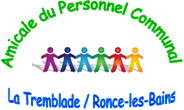 Amicale du Personnel Communal
La Tremblade / Ronce-les-Bains